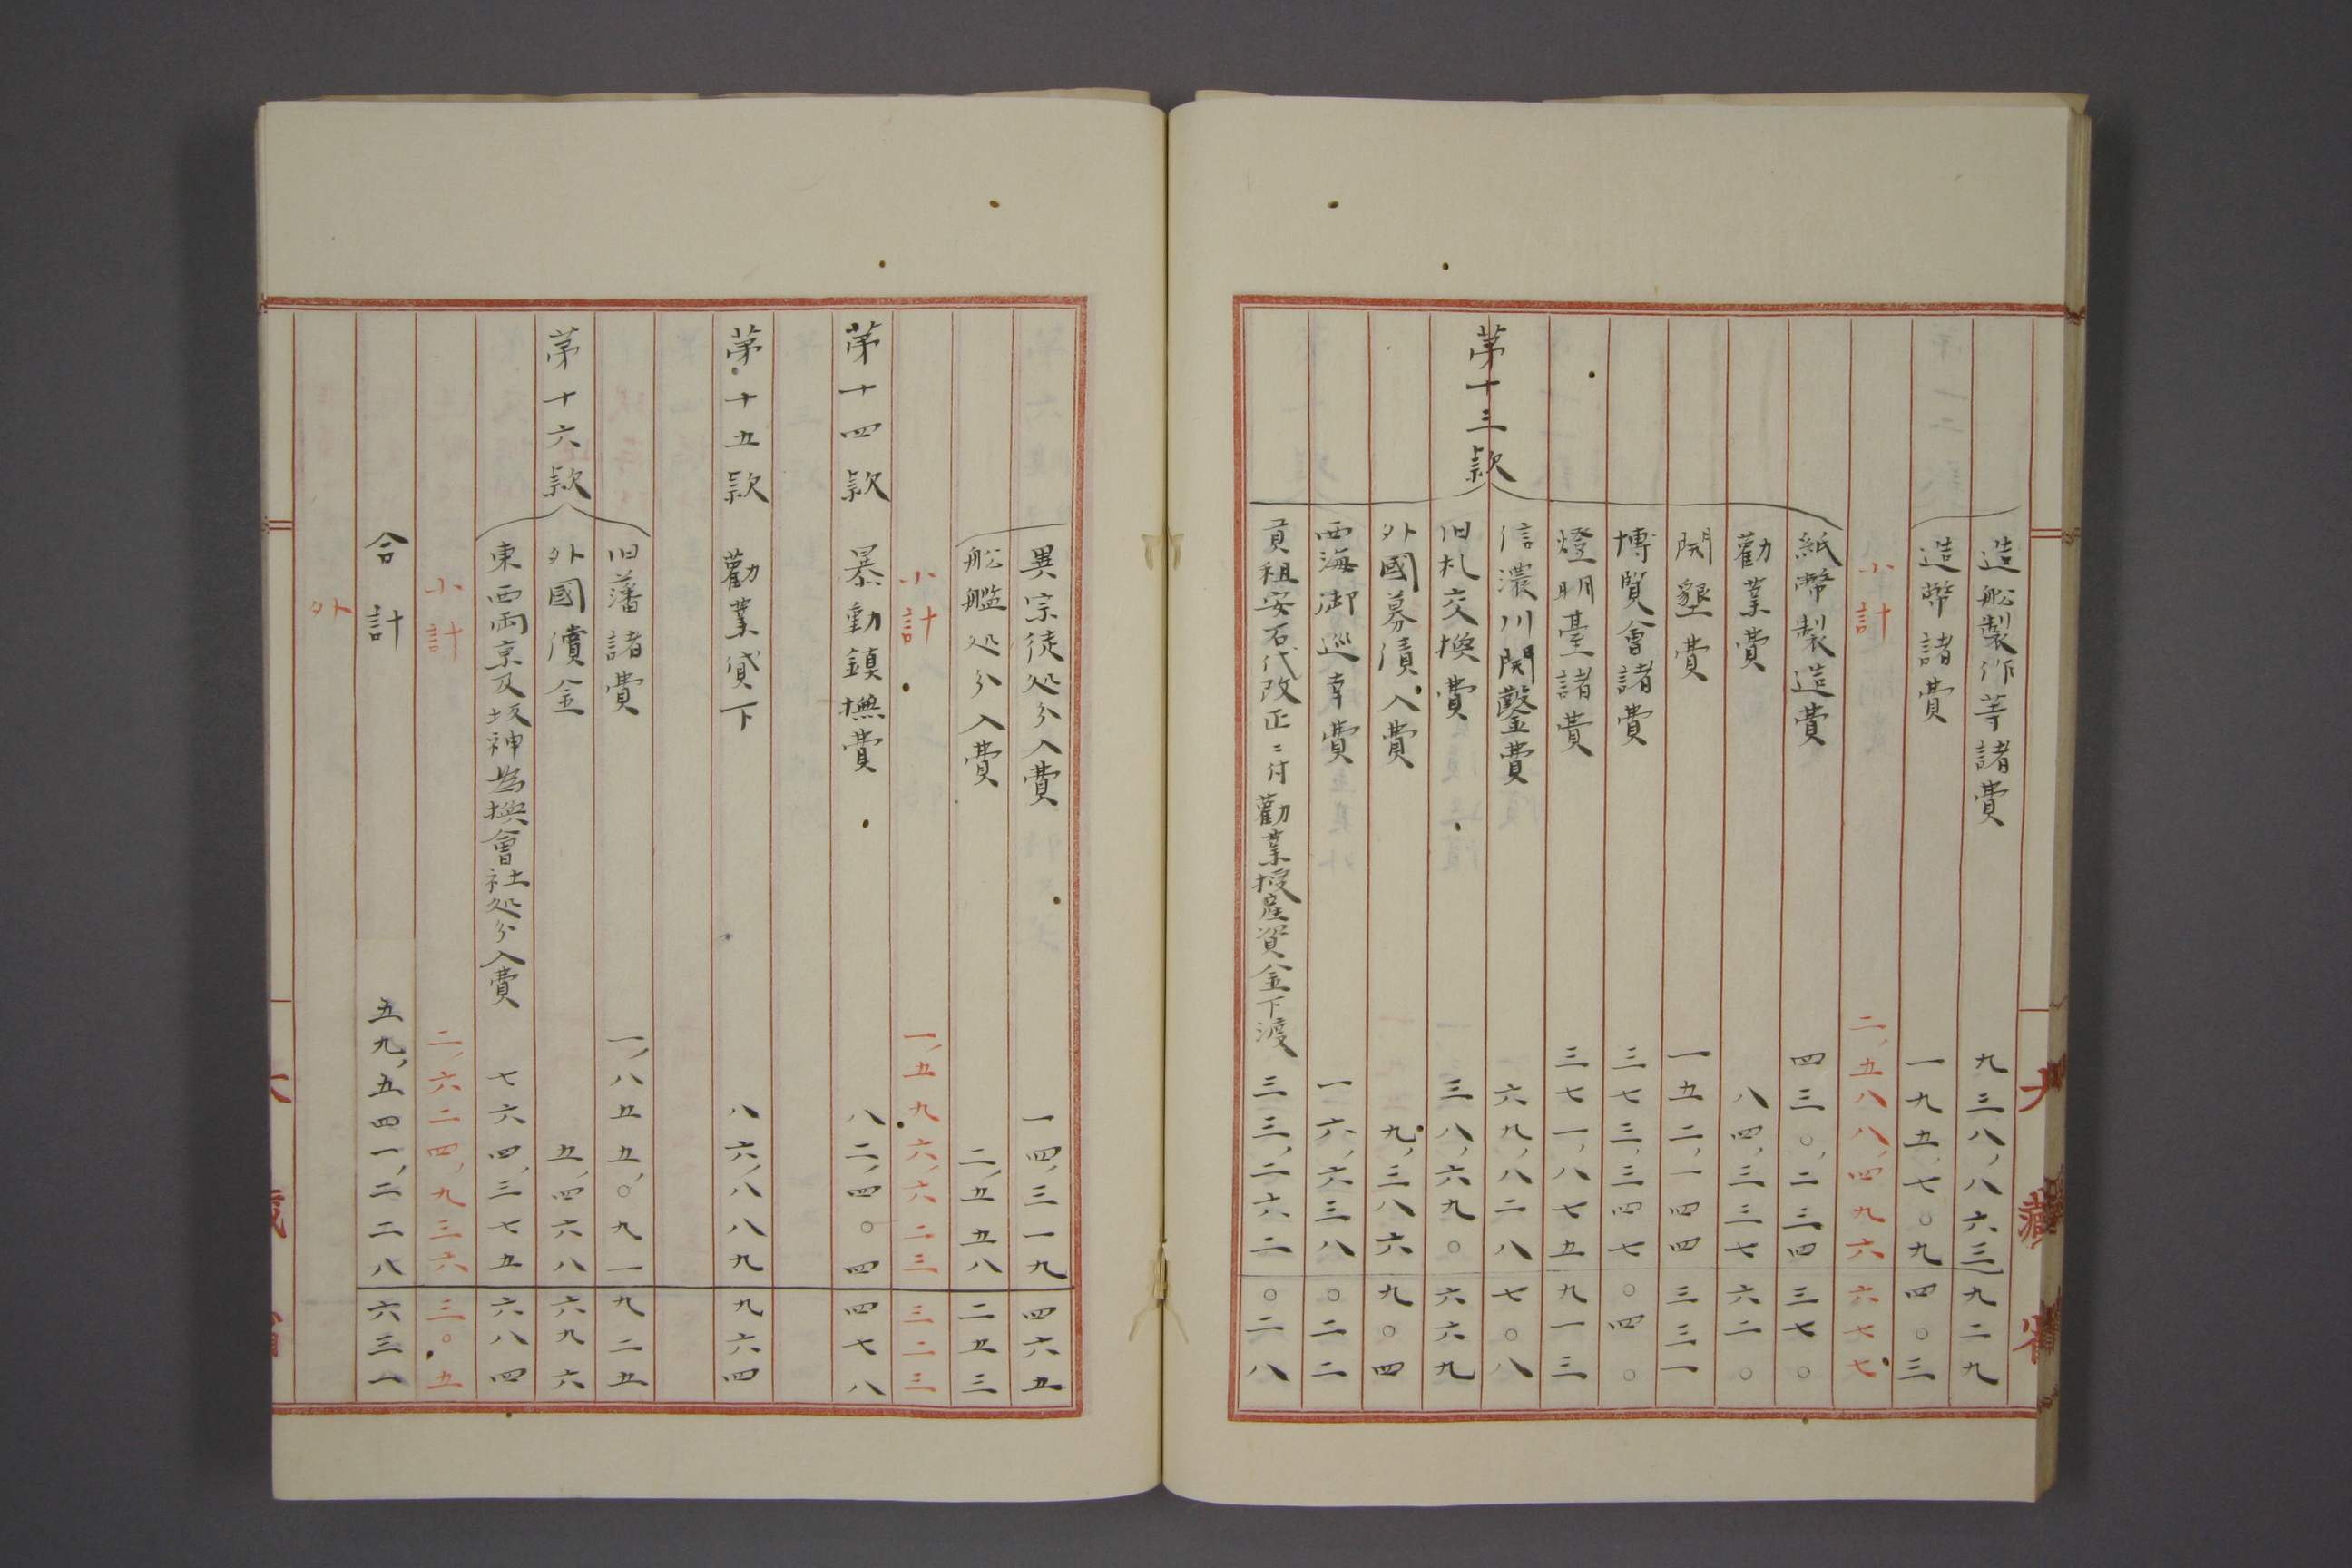 造船製作等諸費 九三八,八六三 九二九
造幣諸費 一九五,七〇九 四〇三
小計 二,五八八,四九六 六七七
第十三款
紙幣製造費 四三〇,二三四 三七〇
勸業費 八四,三三七 六二〇
開墾費 一五二,一四四 三三一
博覧會諸費 三七三,三四七 〇四〇
燈明臺諸費 三七一,八七五 九一三
信濃川開鑿費 六九,八二八 七〇八
旧札交換費 三八,六九〇 六六九
外國募債入費 九,三八六 九〇四
西海御巡幸費 一六,六三八 〇二二
貢租安石代改正ニ付勸業授産資金下渡 三三,二六二 〇二八
大藏省
異宗徒処分入費 一四,三一九 四六五
船艦処分入費 二,五五八 二五三
小計 一,五九六,六二三 三二三
第十四款 暴動鎮撫費 八二,四〇四 四七八
第十五款 勸業貸下 八六,八八九 九六四
第十六款
旧藩諸費 一,八五五,〇九一 九二五
外國償金 五,四六八 六九六
東西両京及坂神為換會社処分入費 七六四,三七五 六八四
小計 二,六二四,九三六 三〇五
合計 五九,五四一,二二八 六三一
外